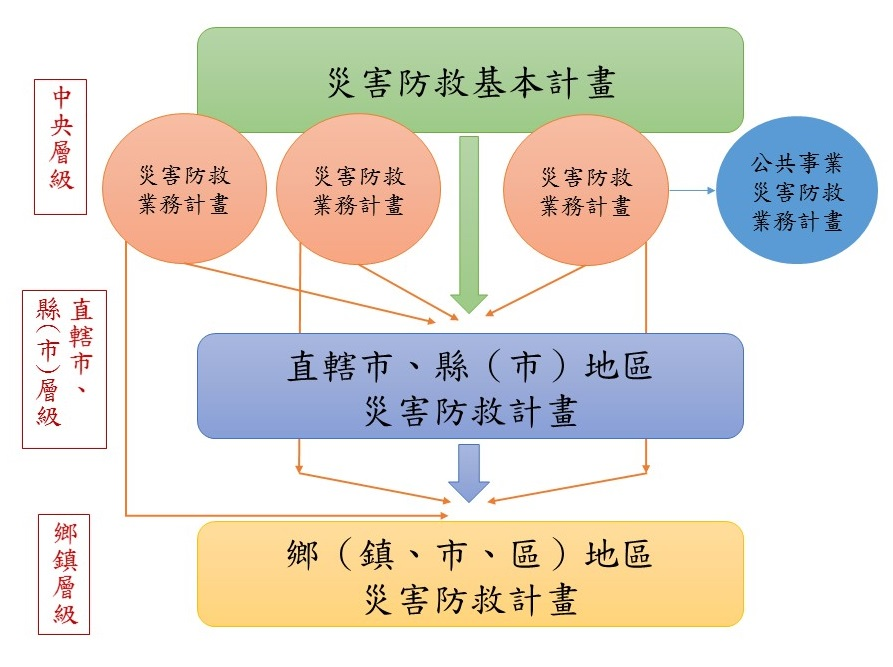 災害防救基本計畫
中央層級
災害防救
業務計畫
災害防救
業務計畫
災害防救
業務計畫
公共事業
災害防救
業務計畫
直轄市、
縣(市)層級
直轄市、縣（市）地區
災害防救計畫
鄉鎮層級
鄉（鎮、市、區）地區
災害防救計畫